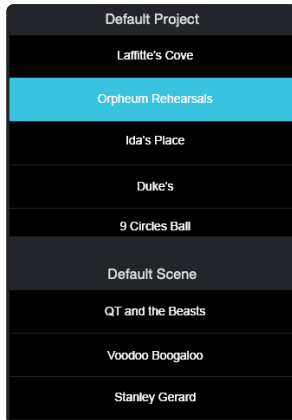 Default Project
Laffitte's Cove
Orpheum Rehearsals
Ida's Place
Duke's
9 Circles Ball
Default Scene
QT and the Beasts
Voodoo Boogaloo
Stanley Gerard